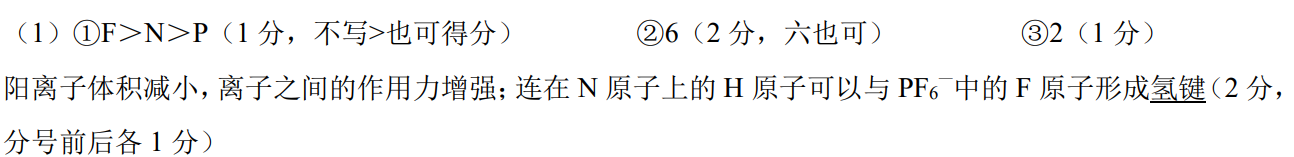 （1）①F＞N＞P（1 分，不写>也可得分） ②6（2 分，六也可） ③2（1 分）
阳离子体积减小，离子之间的作用力增强；连在 N 原子上的 H 原子可以与 PF₆⁻中的 F 原子形成氢键（2 分，
分号前后各 1 分）